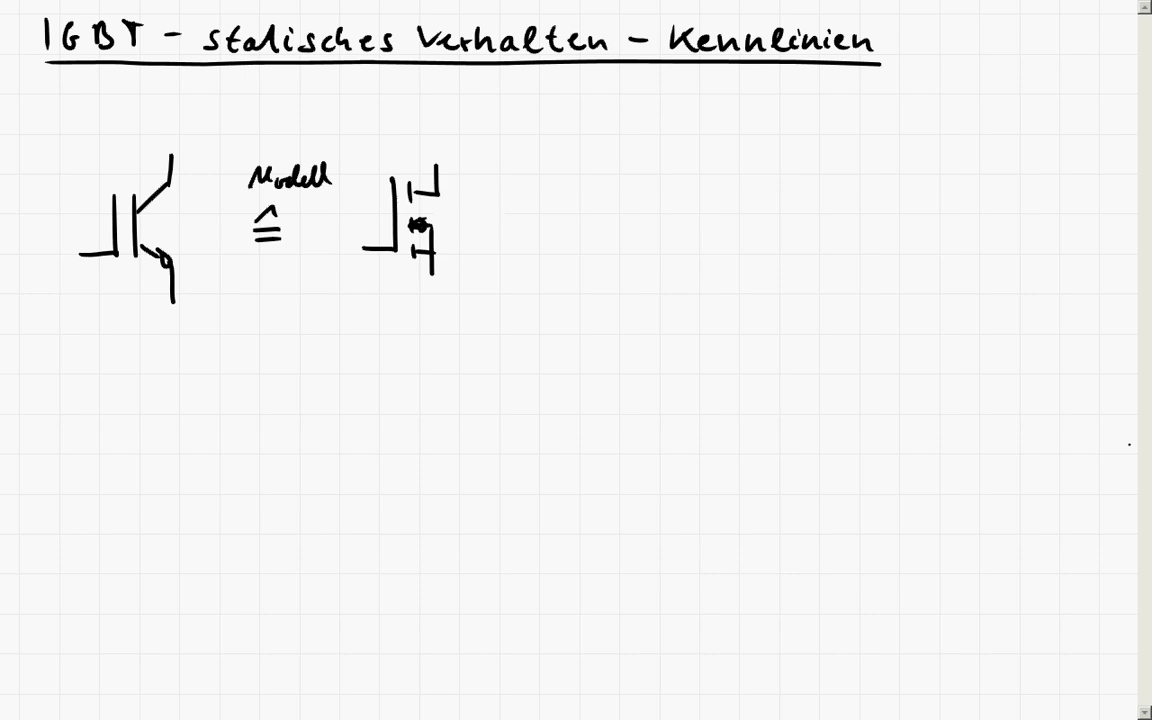 IGBT - statisches Verhalten - Kennlinien
Modell
≙